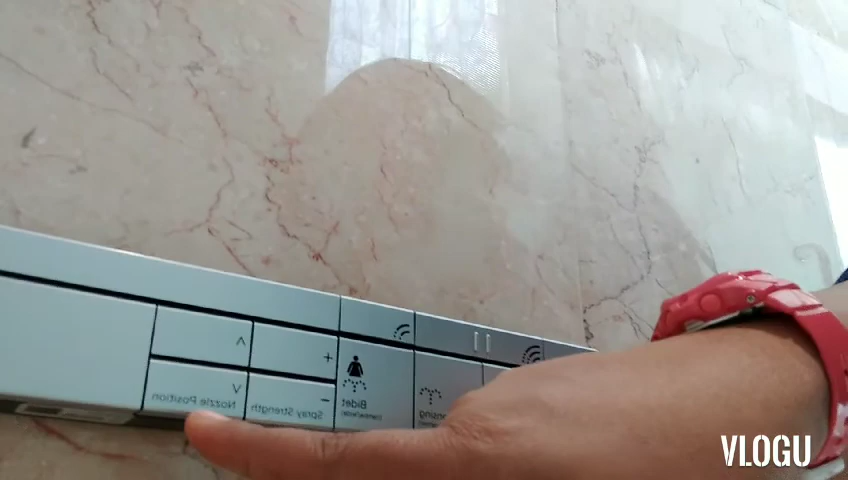 +
-
Nozzle Position
Spray Strength
Bidet
VLOGU